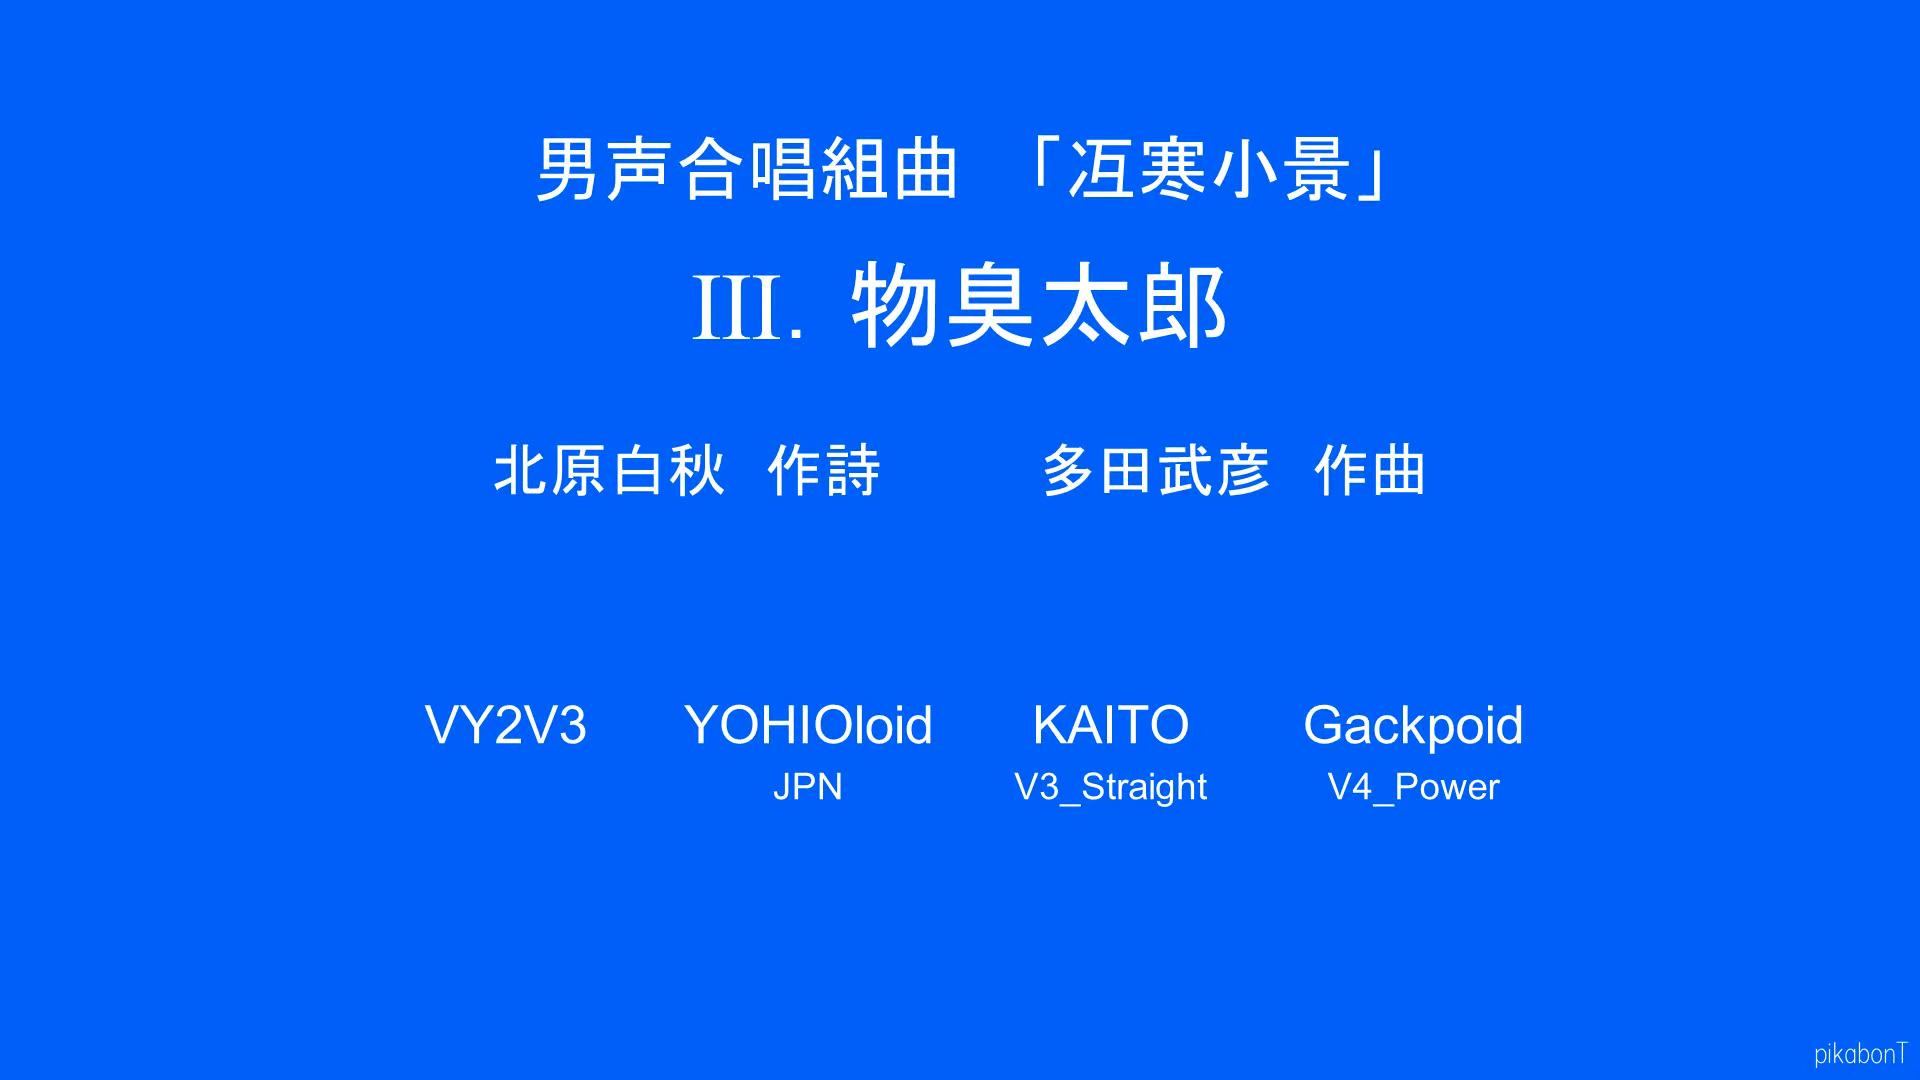 男声合唱組曲 「冱寒小景」
III. 物臭太郎
北原白秋 作詩 多田武彦 作曲
VY2V3 YOHIOloid KAITO Gackpoid
JPN V3_Straight V4_Power
pikabonT